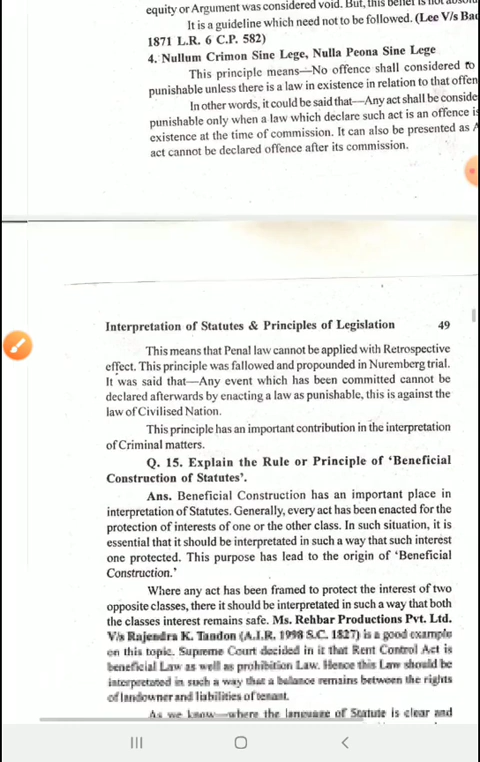 equity or Argument was considered void. But, this belief is not
It is a guideline which need not to be followed. (Lee V/s
1871 L.R. 6 C.P. 582)
4. Nullum Crimon Sine Lege, Nulla Peona Sine Lege
This principle means—No offence shall considered to
punishable unless there is a law in existence in relation to that offen
In other words, it could be said that—Any act shall be conside
punishable only when a law which declare such act is an offence is
existence at the time of commission. It can also be presented as A
act cannot be declared offence after its commission.
Interpretation of Statutes & Principles of Legislation 49
This means that Penal law cannot be applied with Retrospective
effect. This principle was fallowed and propounded in Nuremberg trial.
It was said that—Any event which has been committed cannot be
declared afterwards by enacting a law as punishable, this is against the
law of Civilised Nation.
This principle has an important contribution in the interpretation
of Criminal matters.
Q. 15. Explain the Rule or Principle of ‘Beneficial
Construction of Statutes’.
Ans. Beneficial Construction has an important place in
interpretation of Statutes. Generally, every act has been enacted for the
protection of interests of one or the other class. In such situation, it is
essential that it should be interpreted in such a way that such interest
one protected. This purpose has lead to the origin of ‘Beneficial
Construction.’
Where any act has been framed to protect the interest of two
opposite classes, there it should be interpreted in such a way that both
the classes interest remains safe. Ms. Rehbar Productions Pvt. Ltd.
V/s Rajendra K. Tandon (A.I.R. 1998 S.C. 1827) is a good example
on this topic. Supreme Court decided in it that Rent Control Act is
beneficial Law as well as prohibition Law. Hence this Law should be
interpretated in such a way that a balance remains between the rights
of landowner and liabilities of tenant.
As we know—where the language of Statute is clear and